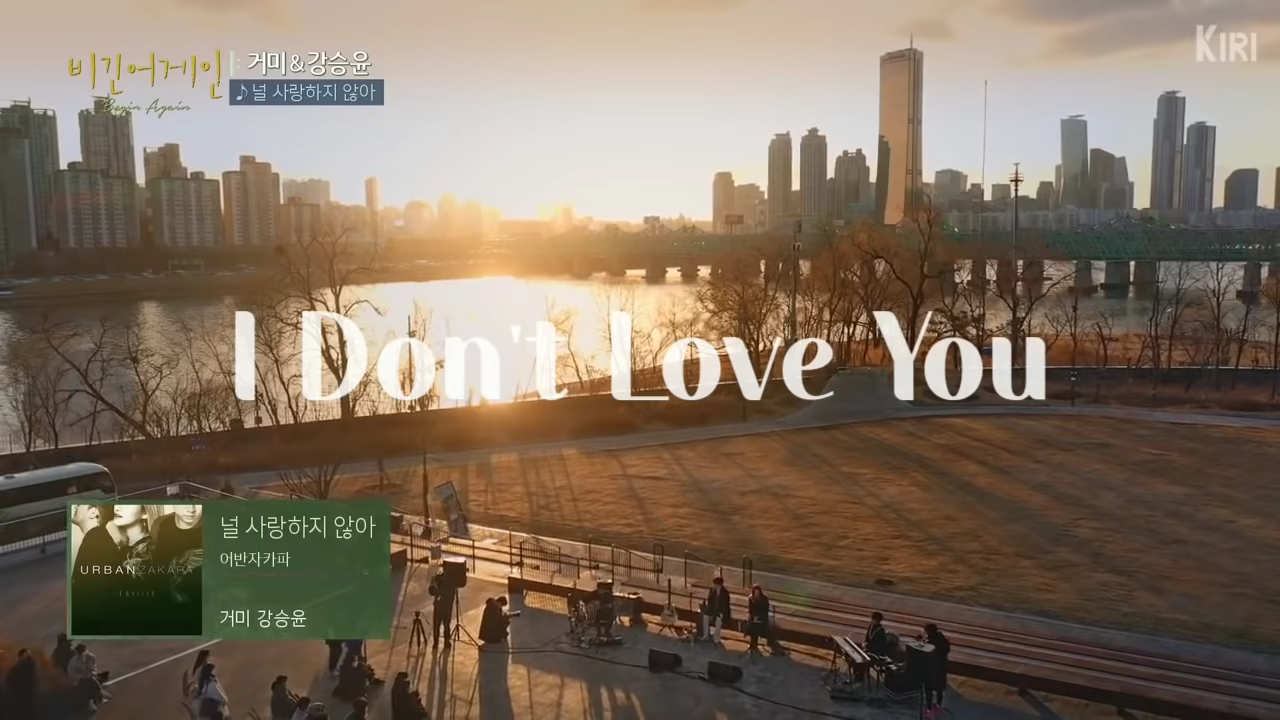 비긴어게인
Begin Again
: 거미&강승윤
♪ 널 사랑하지 않아
KIRI
I Don't Love You
URBAN ZAKAPA
널 사랑하지 않아
어반자카파
거미 강승윤